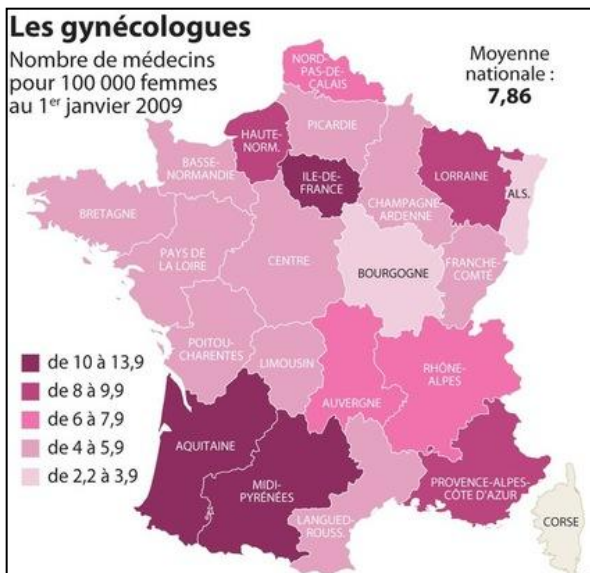 Les gynécologues
Nombre de médecins
pour 100 000 femmes
au 1er janvier 2009
Moyenne
nationale :
7,86
NORD-
PAS-DE-
CALAIS
PICARDIE
HAUTE-
NORM.
BASSE-
NORMANDIE
ILE-DE-
FRANCE
LORRAINE
ALS.
CHAMPAGNE-
ARDENNE
BRETAGNE
PAYS DE
LA LOIRE
CENTRE
BOURGOGNE
FRANCHE-
COMTÉ
POITOU-
CHARENTES
LIMOUSIN
AUVERGNE
RHÔNE-
ALPES
de 10 à 13,9
de 8 à 9,9
de 6 à 7,9
de 4 à 5,9
de 2,2 à 3,9
AQUITAINE
MIDI-
PYRÉNÉES
LANGUED.-
ROUSS.
PROVENCE-ALPES-
CÔTE D'AZUR
CORSE